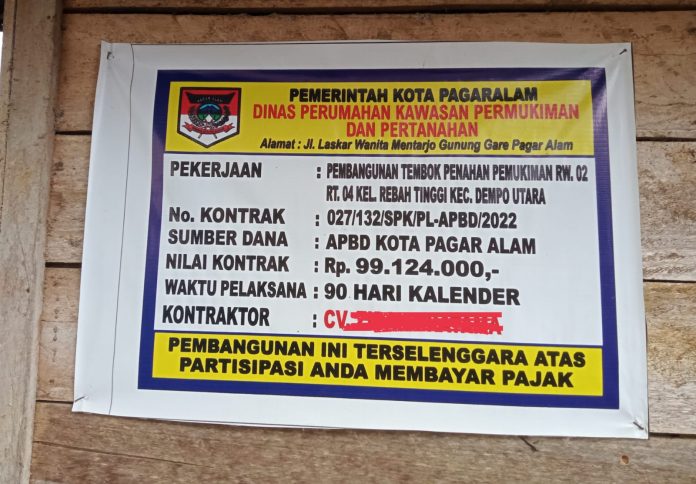 PEMERINTAH KOTA PAGARALAM
DINAS PERUMAHAN KAWASAN PERMUKIMAN
DAN PERTANAHAN
Alamat : Jl. Laskar Wanita Mentarjo Gunung Gare Pagar Alam
PEKERJAAN : PEMBANGUNAN TEMBOK PENAHAN PEMUKIMAN RW. 02
RT. 04 KEL. REBAH TINGGI KEC. DEMPO UTARA
No. KONTRAK : 027/132/SPK/PL-APBD/2022
SUMBER DANA : APBD KOTA PAGAR ALAM
NILAI KONTRAK : Rp. 99.124.000,-
WAKTU PELAKSANA : 90 HARI KALENDER
KONTRAKTOR : CV.
PEMBANGUNAN INI TERSELENGGARA ATAS
PARTISIPASI ANDA MEMBAYAR PAJAK